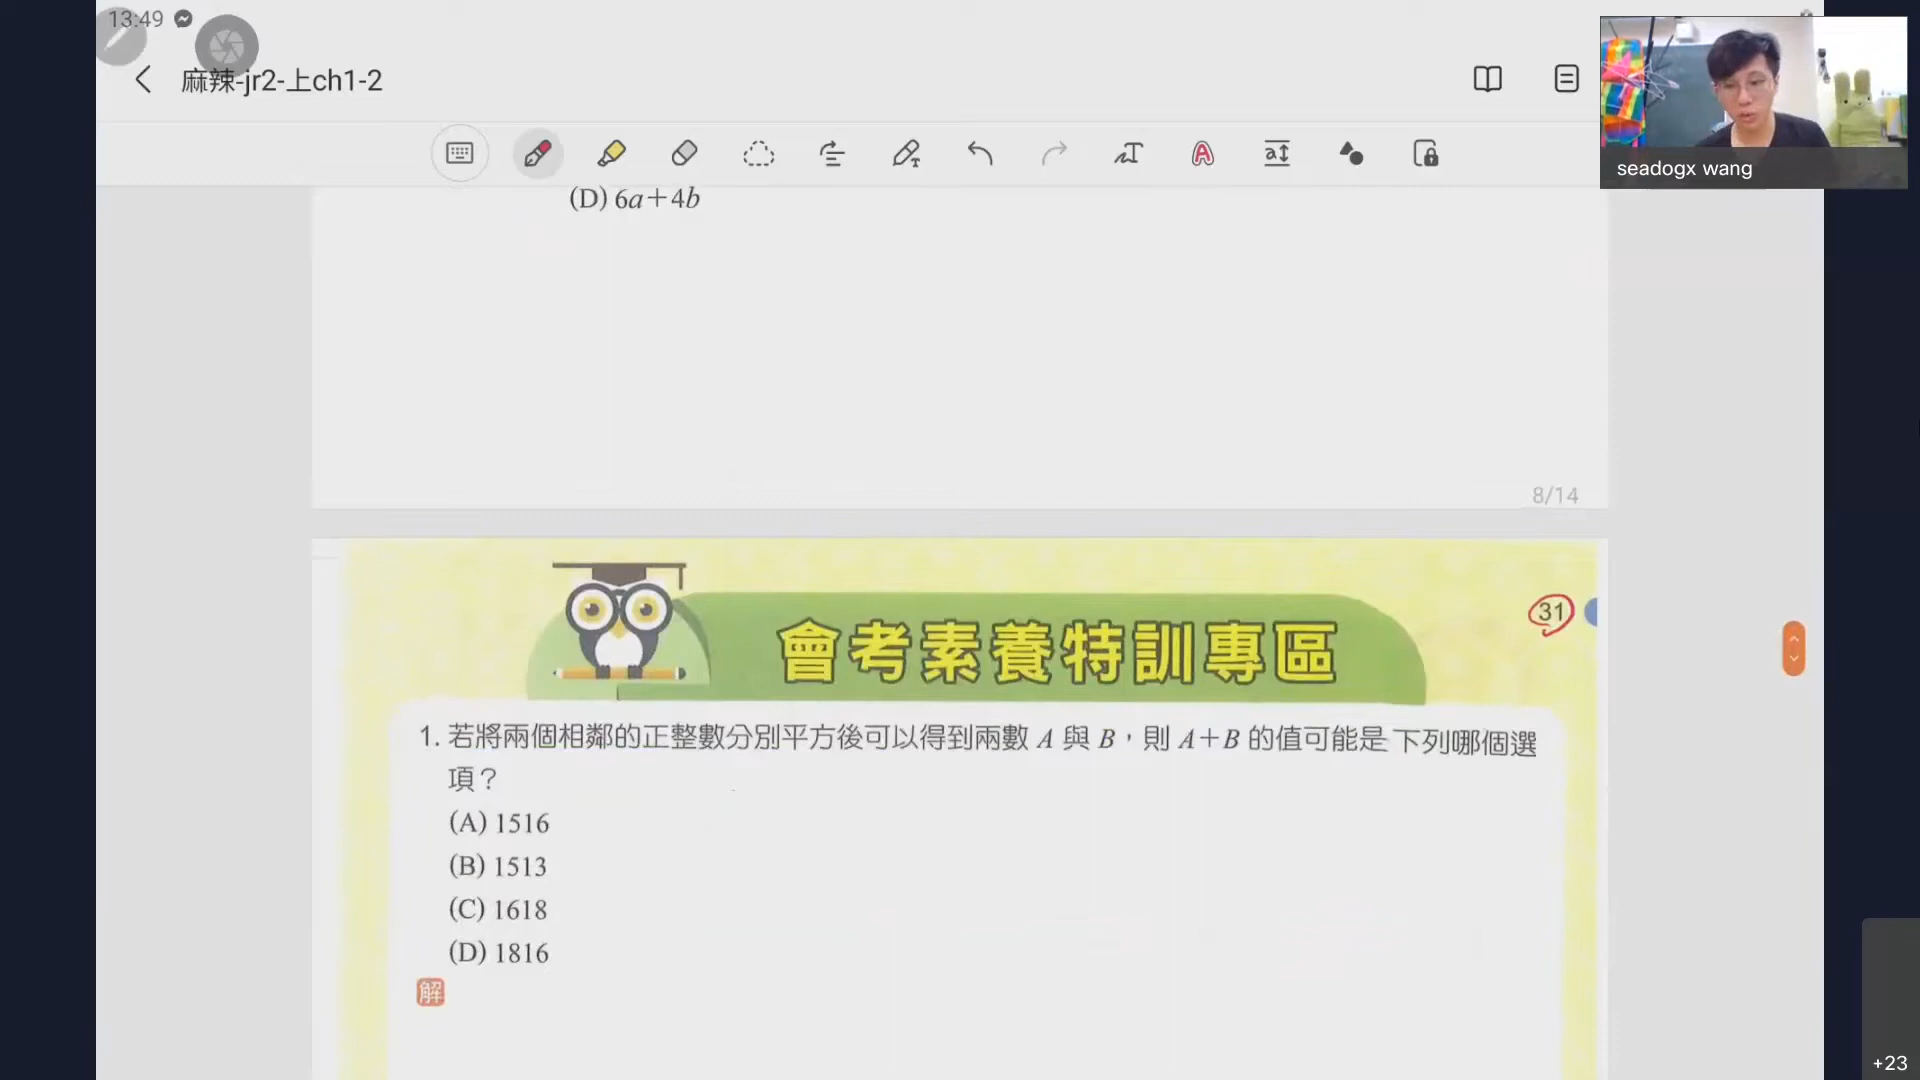 13:49
麻辣-jr2-上ch1-2
seadogx wang
(D) 6a+4b
8/14
會考素養特訓專區
31
1. 若將兩個相鄰的正整數分別平方後可以得到兩數 A 與 B，則 A+B 的值可能是下列哪個選
項？
(A) 1516
(B) 1513
(C) 1618
(D) 1816
解
+23